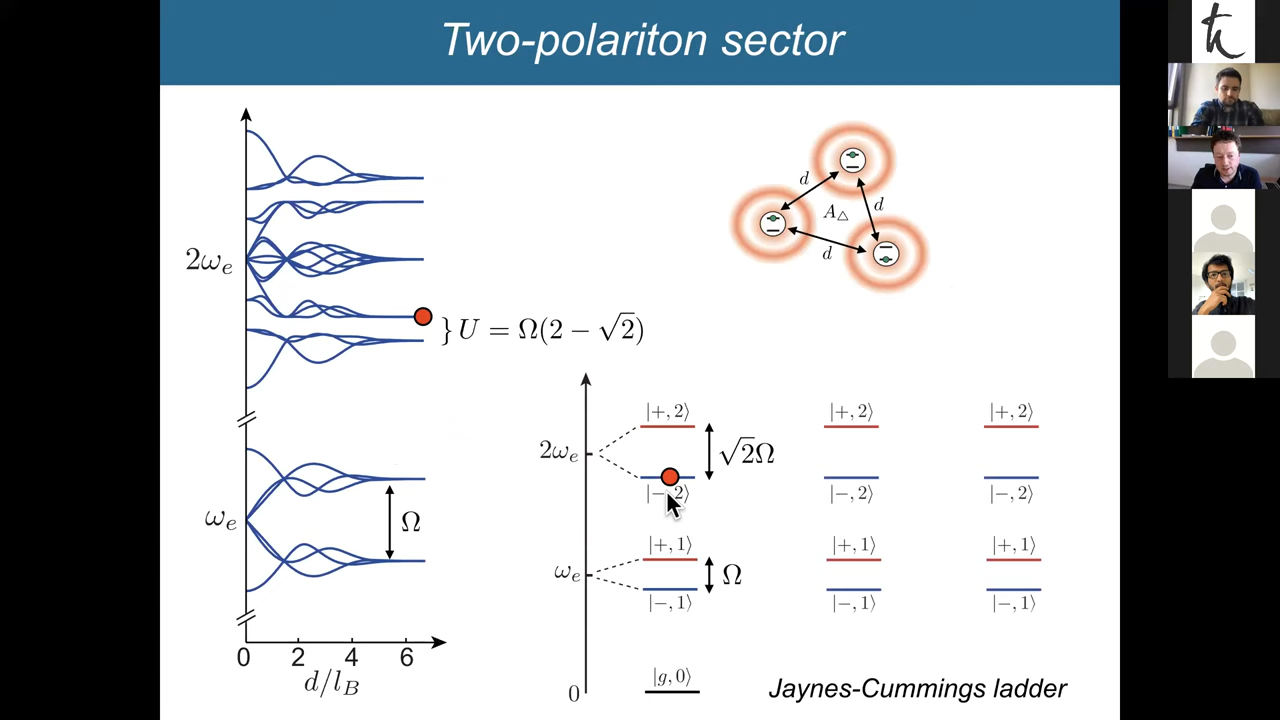 Two-polariton sector
2ωₑ
} U = Ω(2 − √2)
ωₑ
Ω
0 2 4 6
d/l_B
d
d
d
A△
|+, 2⟩ |+, 2⟩ |+, 2⟩
2ωₑ
√2Ω
|−, 2⟩ |−, 2⟩ |−, 2⟩
|+, 1⟩ |+, 1⟩ |+, 1⟩
ωₑ
Ω
|−, 1⟩ |−, 1⟩ |−, 1⟩
|g, 0⟩
0
Jaynes-Cummings ladder